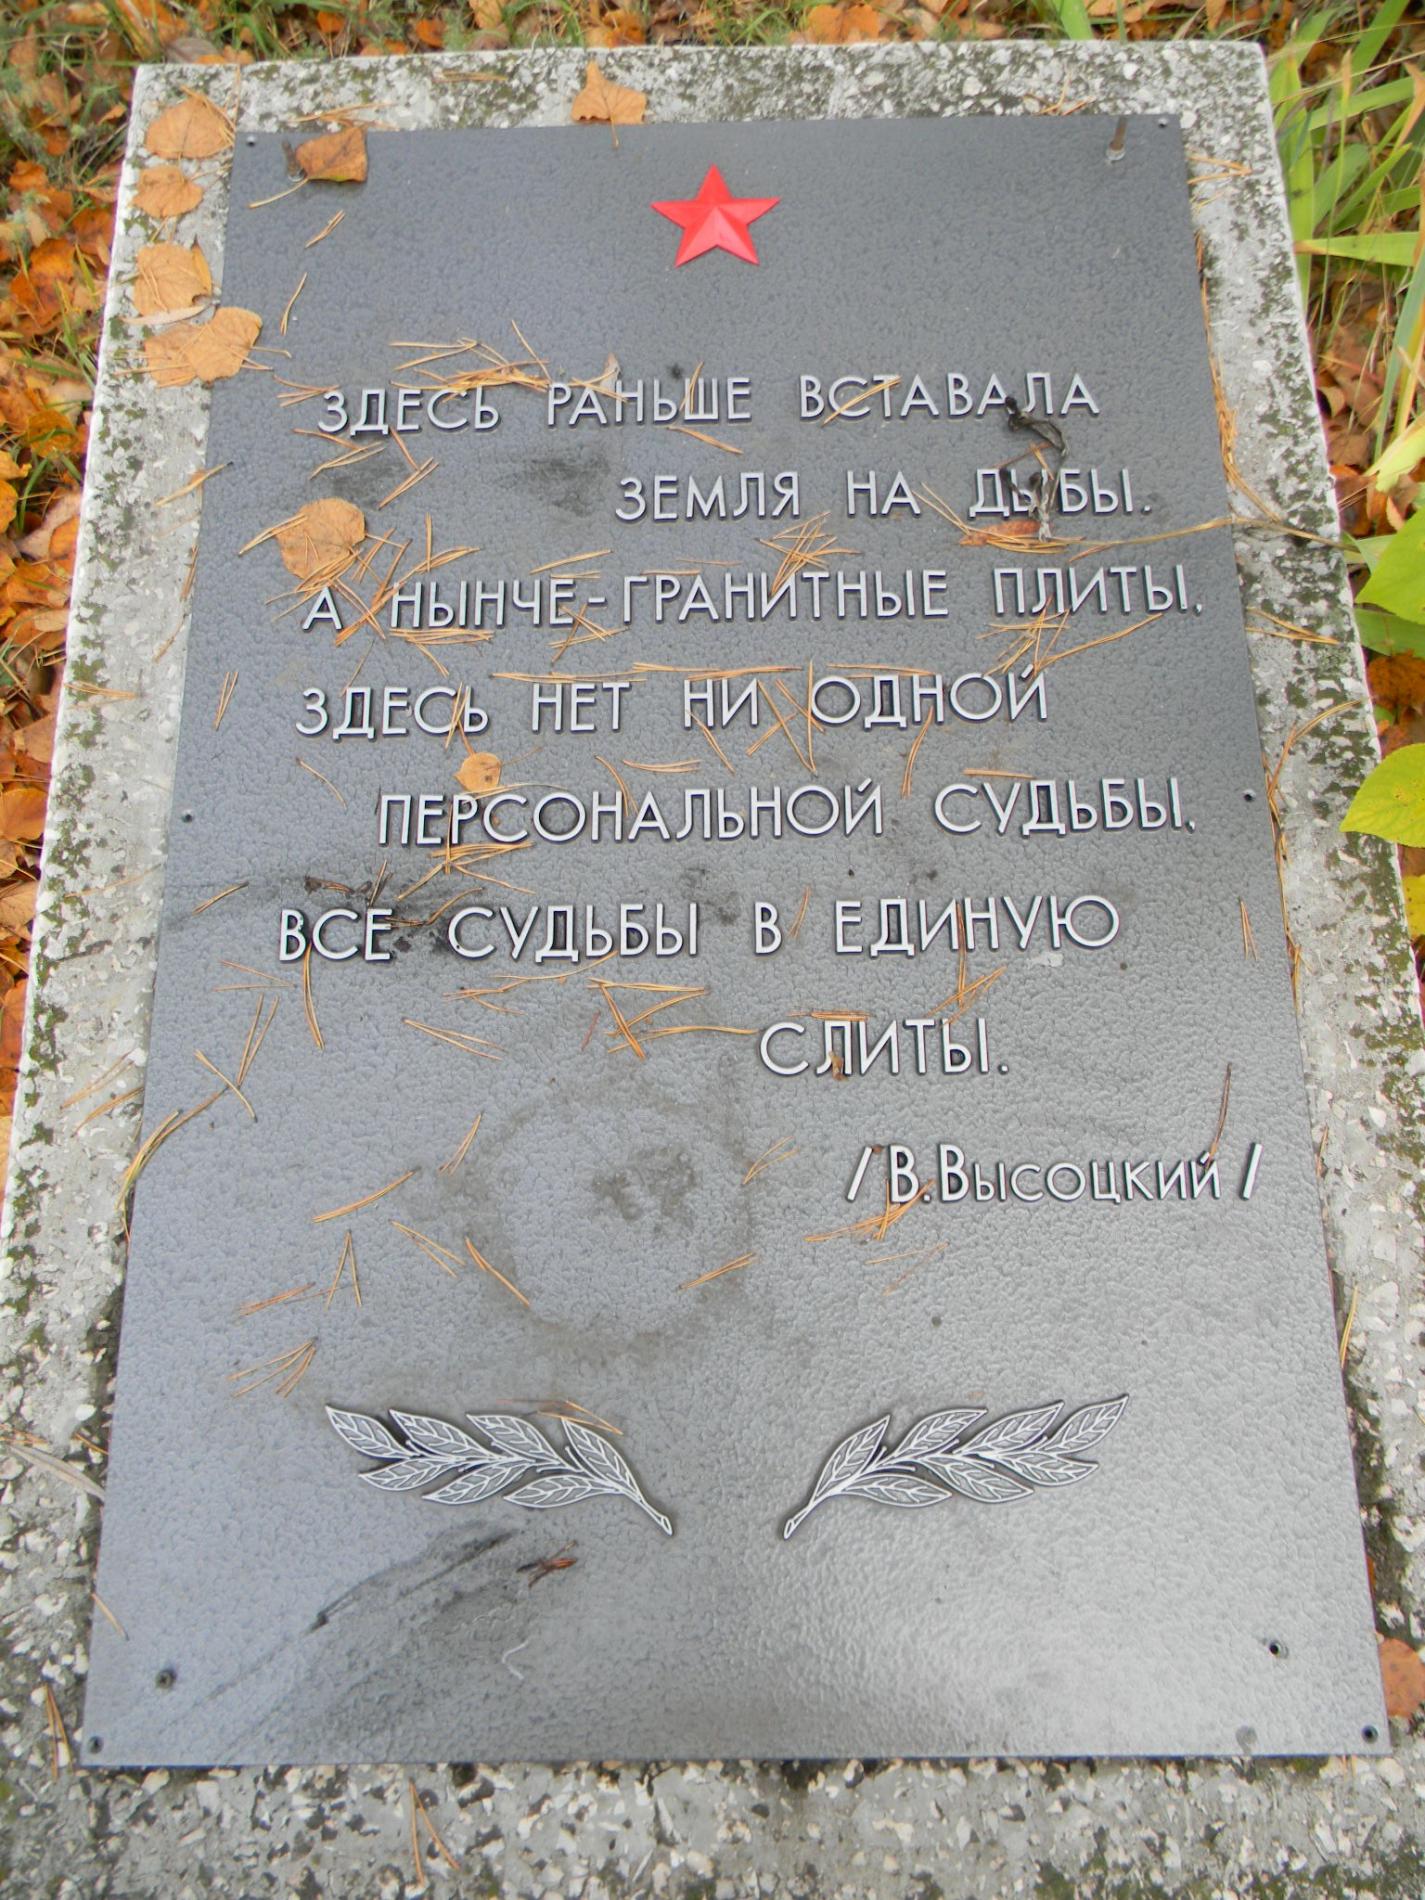 ЗДЕСЬ РАНЬШЕ ВСТАВАЛА
ЗЕМЛЯ НА ДЫБЫ.
А НЫНЧЕ-ГРАНИТНЫЕ ПЛИТЫ,
ЗДЕСЬ НЕТ НИ ОДНОЙ
ПЕРСОНАЛЬНОЙ СУДЬБЫ,
ВСЕ СУДЬБЫ В ЕДИНУЮ
СЛИТЫ.
/В.Высоцкий/